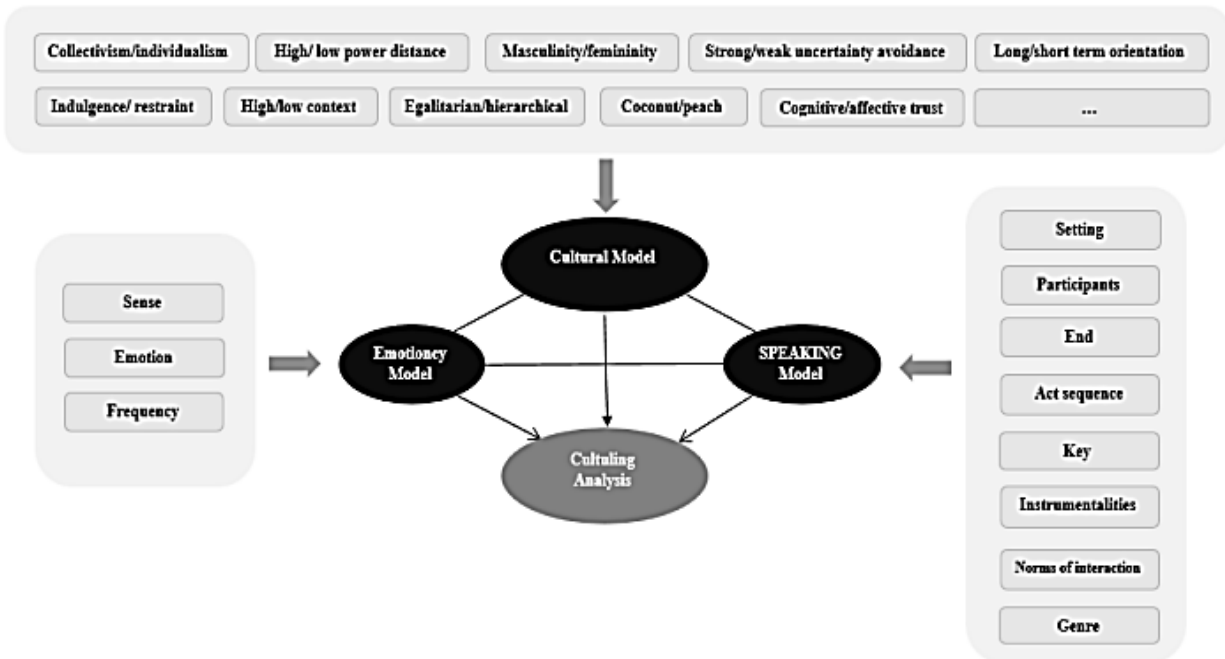 Collectivism/individualism
High/ low power distance
Masculinity/femininity
Strong/weak uncertainty avoidance
Long/short term orientation
Indulgence/ restraint
High/low context
Egalitarian/hierarchical
Coconut/peach
Cognitive/affective trust
...
Cultural Model
Sense
Emotion
Frequency
Emotioncy
Model
SPEAKING
Model
Cultuling
Analysis
Setting
Participants
End
Act sequence
Key
Instrumentalities
Norms of interaction
Genre